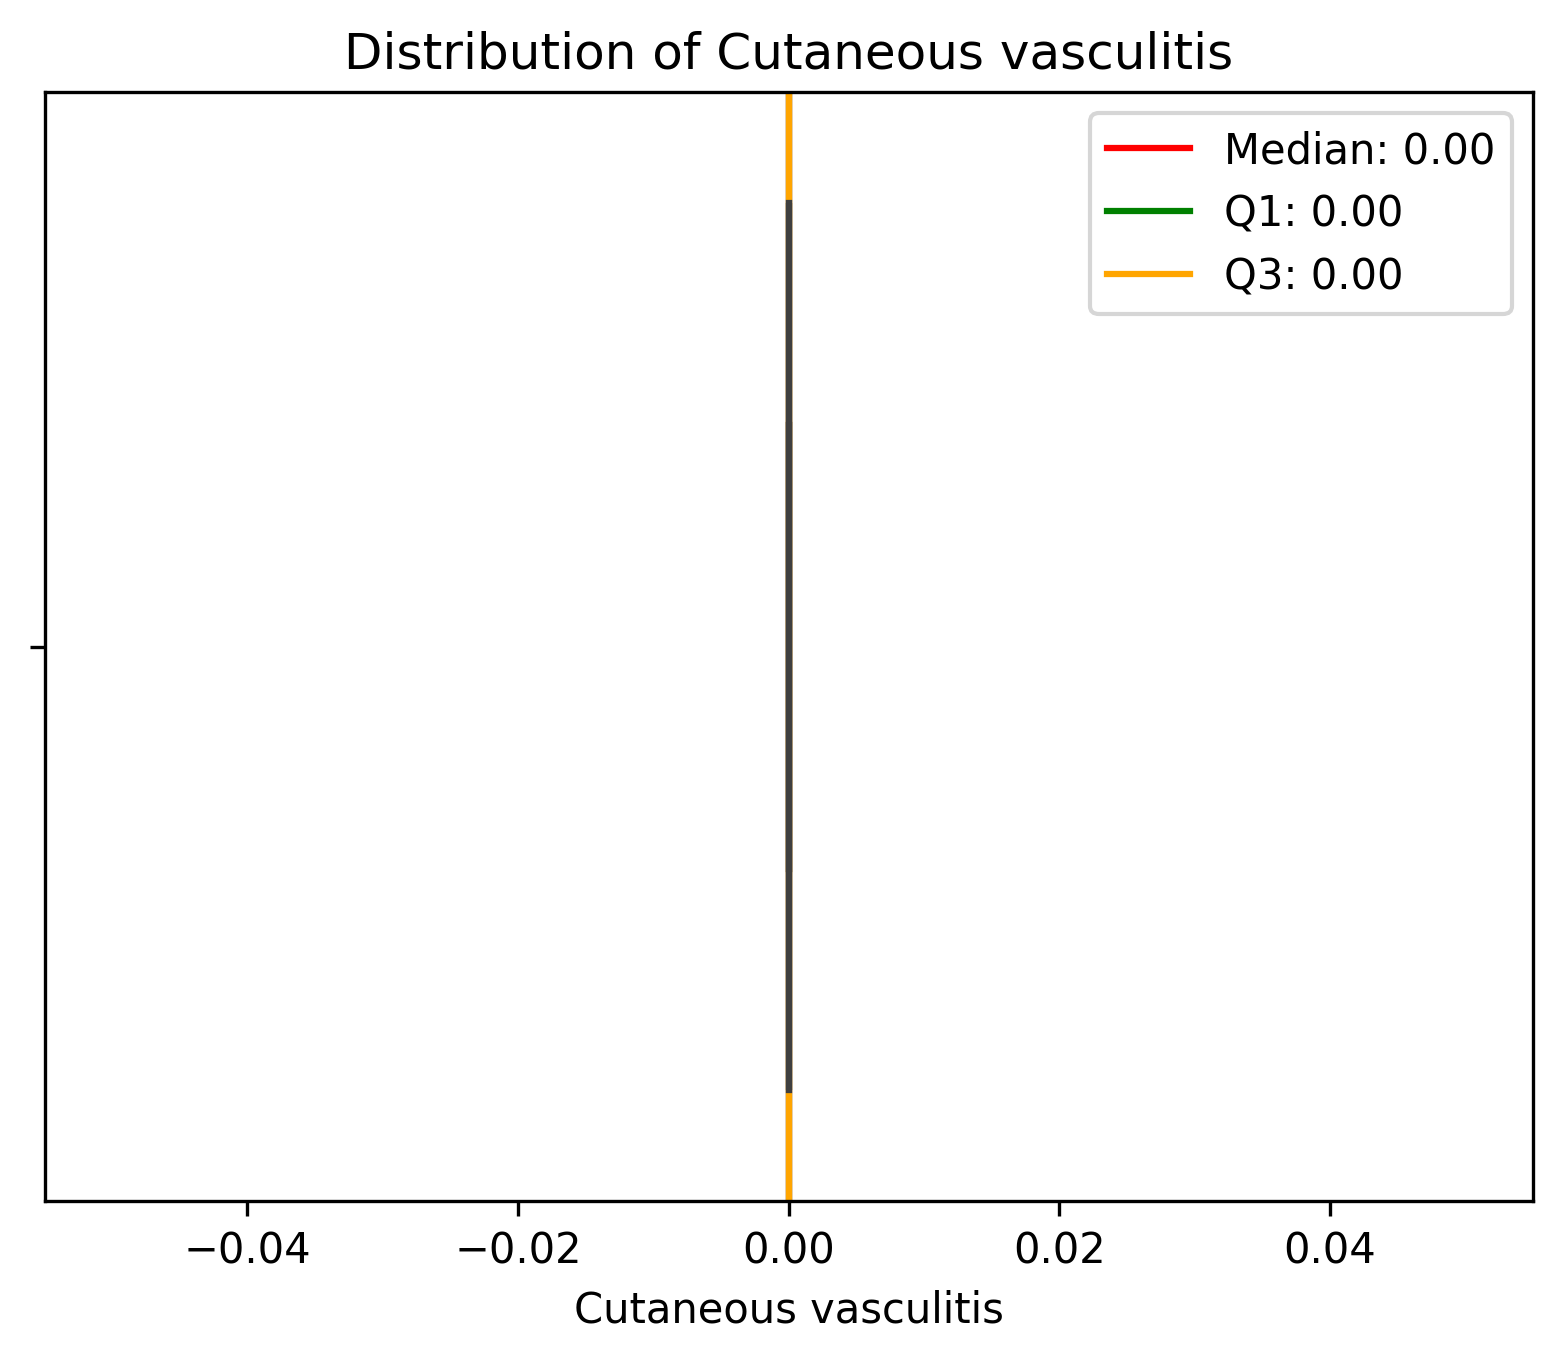 Distribution of Cutaneous vasculitis
Median: 0.00
Q1: 0.00
Q3: 0.00
−0.04 −0.02 0.00 0.02 0.04
Cutaneous vasculitis